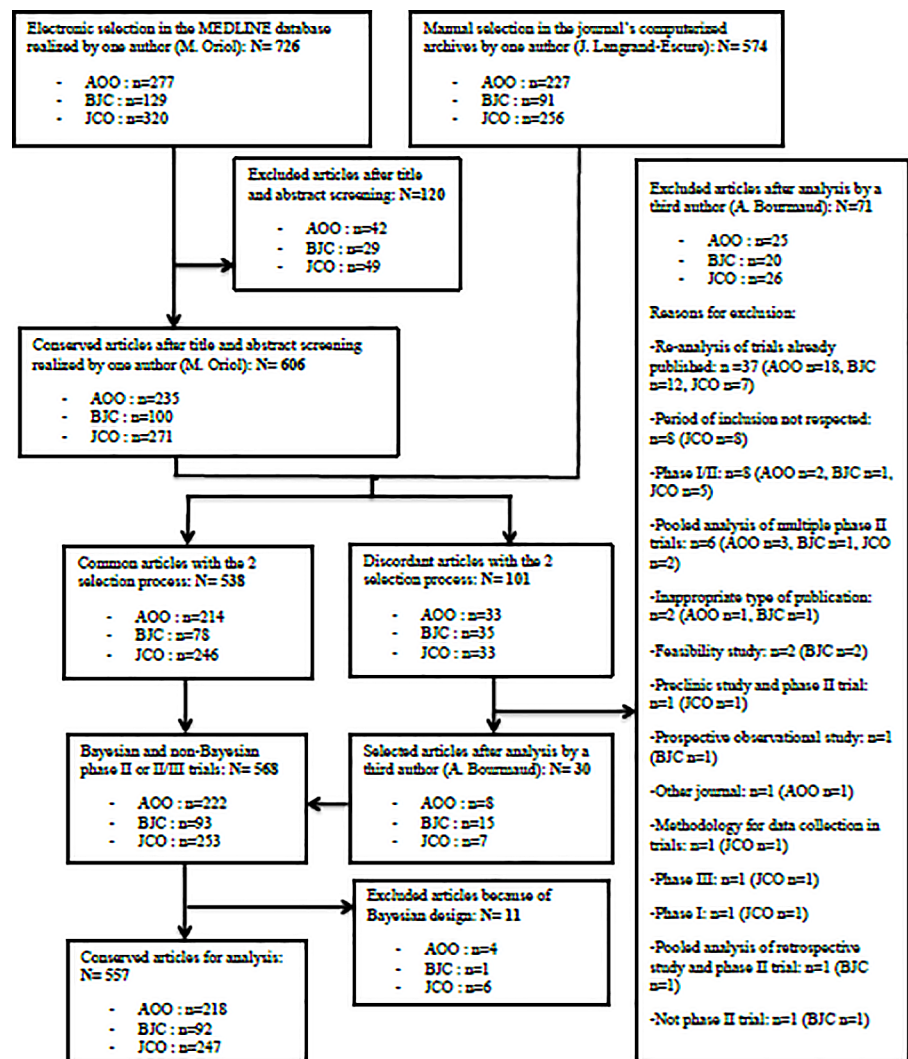 Electronic selection in the MEDLINE database
realized by one author (M. Oriol): N= 726
- AOO : n=277
- BJC : n=129
- JCO : n=320
Manual selection in the journal's computerized
archives by one author (J. Langrand-Escure): N= 574
- AOO : n=227
- BJC : n=91
- JCO : n=256
Excluded articles after title
and abstract screening: N=120
- AOO : n=42
- BJC : n=29
- JCO : n=49
Conserved articles after title and abstract screening
realized by one author (M. Oriol): N= 606
- AOO : n=235
- BJC : n=100
- JCO : n=271
Common articles with the 2
selection process: N= 538
- AOO : n=214
- BJC : n=78
- JCO : n=246
Discordant articles with the 2
selection process: N= 101
- AOO : n=33
- BJC : n=35
- JCO : n=33
Excluded articles after analysis by a
third author (A. Bourmaud): N=71
- AOO : n=25
- BJC : n=20
- JCO : n=26
Reasons for exclusion:
-Re-analysis of trials already
published: n =37 (AOO n=18, BJC
n=12, JCO n=7)
-Period of inclusion not respected:
n=8 (JCO n=8)
-Phase I/II: n=8 (AOO n=2, BJC n=1,
JCO n=5)
-Pooled analysis of multiple phase II
trials: n=6 (AOO n=3, BJC n=1, JCO
n=2)
-Inappropriate type of publication:
n=2 (AOO n=1, BJC n=1)
-Feasibility study: n=2 (BJC n=2)
-Preclinic study and phase II trial:
n=1 (JCO n=1)
-Prospective observational study: n=1
(BJC n=1)
-Other journal: n=1 (AOO n=1)
-Methodology for data collection in
trials: n=1 (JCO n=1)
-Phase III: n=1 (JCO n=1)
-Phase I: n=1 (JCO n=1)
-Pooled analysis of retrospective
study and phase II trial: n=1 (BJC
n=1)
-Not phase II trial: n=1 (BJC n=1)
Bayesian and non-Bayesian
phase II or II/III trials: N= 568
- AOO : n=222
- BJC : n=93
- JCO : n=253
Selected articles after analysis by a
third author (A. Bourmaud): N= 30
- AOO : n=8
- BJC : n=15
- JCO : n=7
Excluded articles because of
Bayesian design: N= 11
- AOO : n=4
- BJC : n=1
- JCO : n=6
Conserved articles for analysis:
N= 557
- AOO : n=218
- BJC : n=92
- JCO : n=247